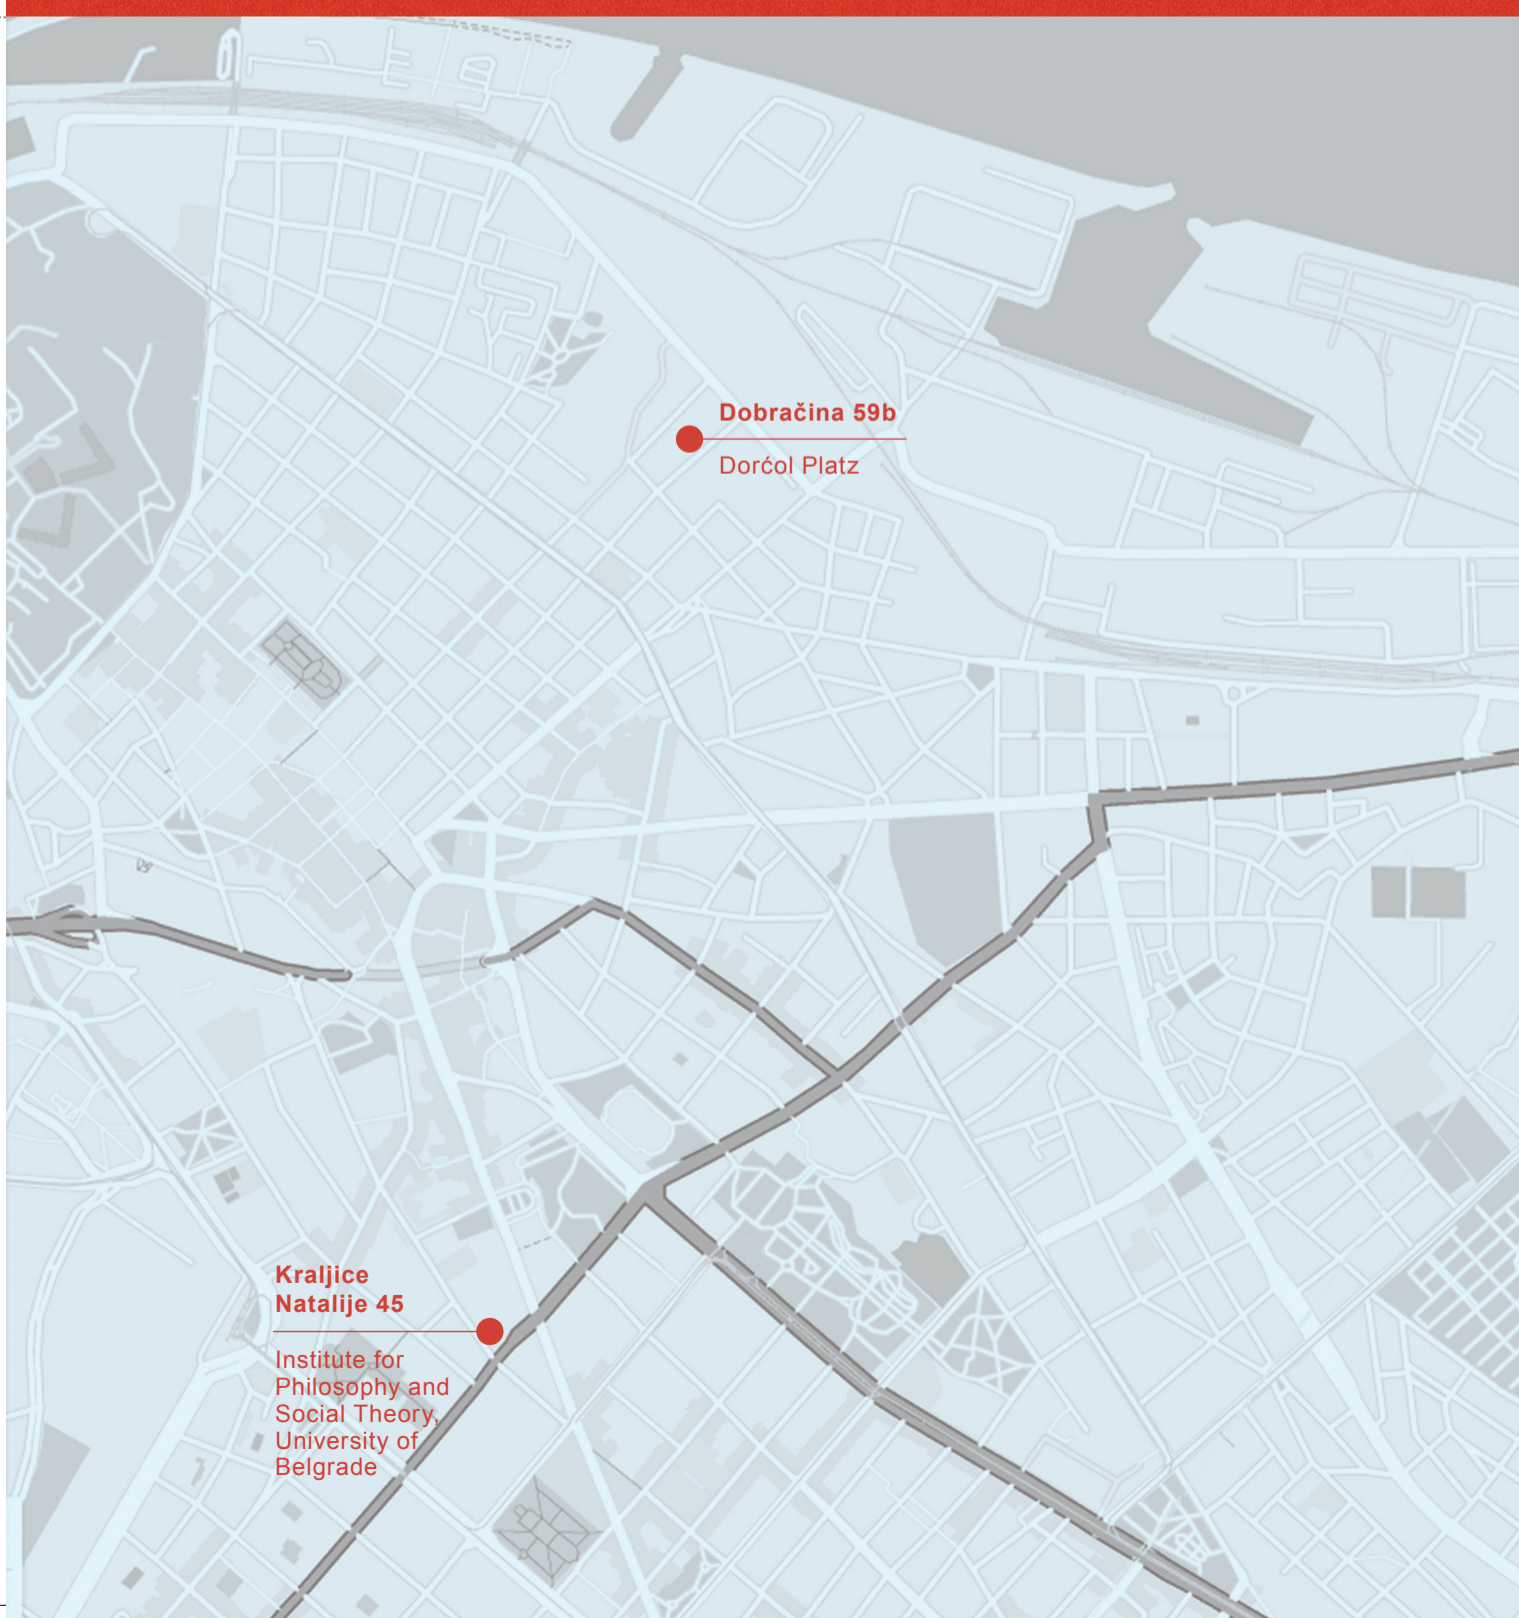 Dobračina 59b
Dorćol Platz
Kraljice
Natalije 45
Institute for
Philosophy and
Social Theory,
University of
Belgrade